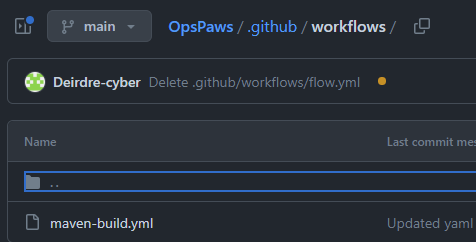 main OpsPaws / .github / workflows /
Deirdre-cyber Delete .github/workflows/flow.yml
Name Last commit mes
..
maven-build.yml Updated yaml